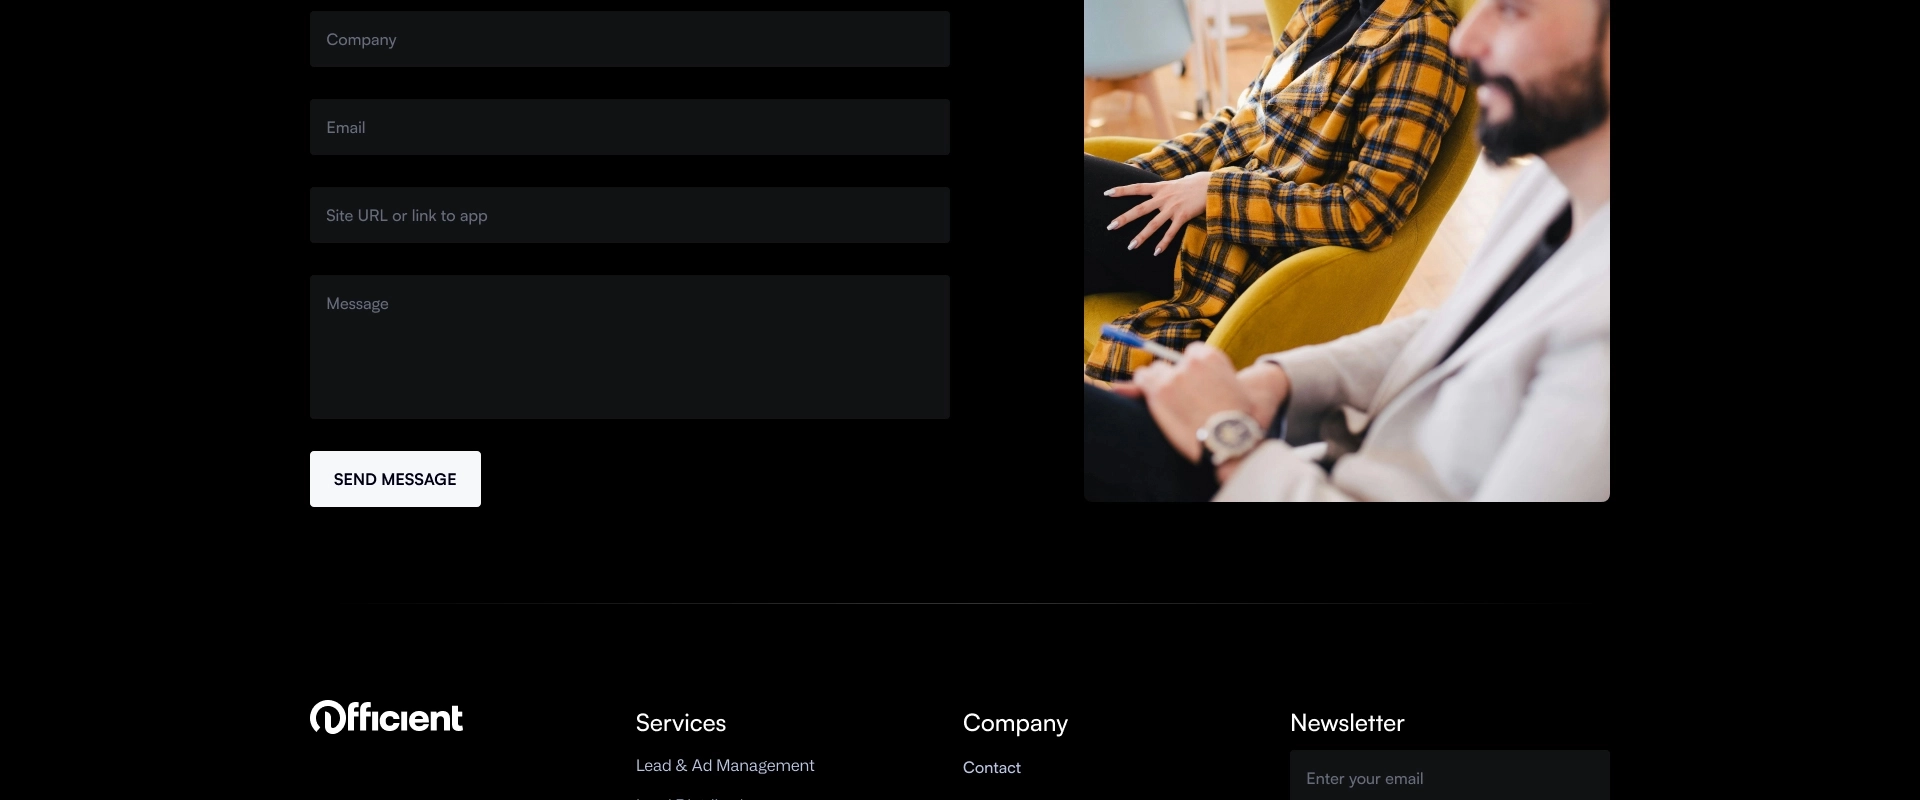 Company
Email
Site URL or link to app
Message
SEND MESSAGE
Officient
Services
Lead & Ad Management
Company
Contact
Newsletter
Enter your email